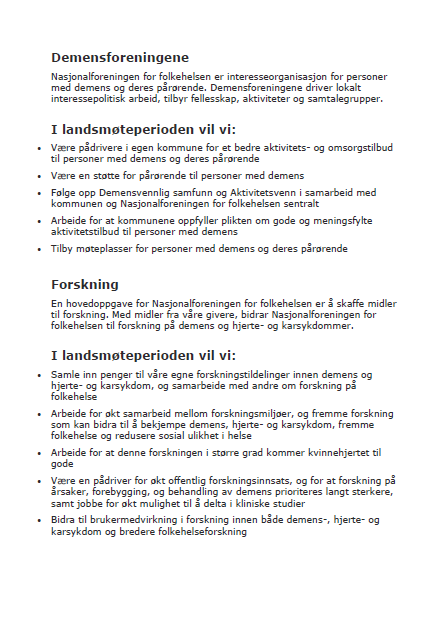 Demensforeningene
Nasjonalforeningen for folkehelsen er interesseorganisasjon for personer
med demens og deres pårørende. Demensforeningene driver lokalt
interessepolitisk arbeid, tilbyr fellesskap, aktiviteter og samtalegrupper.
I landsmøteperioden vil vi:
• Være pådrivere i egen kommune for et bedre aktivitets- og omsorgstilbud
til personer med demens og deres pårørende
• Være en støtte for pårørende til personer med demens
• Følge opp Demensvennlig samfunn og Aktivitetsvenn i samarbeid med
kommunen og Nasjonalforeningen for folkehelsen sentralt
• Arbeide for at kommunene oppfyller plikten om gode og meningsfylte
aktivitetstilbud til personer med demens
• Tilby møteplasser for personer med demens og deres pårørende
Forskning
En hovedoppgave for Nasjonalforeningen for folkehelsen er å skaffe midler
til forskning. Med midler fra våre givere, bidrar Nasjonalforeningen for
folkehelsen til forskning på demens og hjerte- og karsykdommer.
I landsmøteperioden vil vi:
• Samle inn penger til våre egne forskningstildelinger innen demens og
hjerte- og karsykdom, og samarbeide med andre om forskning på
folkehelse
• Arbeide for økt samarbeid mellom forskningsmiljøer, og fremme forskning
som kan bidra til å bekjempe demens, hjerte- og karsykdom, fremme
folkehelse og redusere sosial ulikhet i helse
• Arbeide for at denne forskningen i større grad kommer kvinnehjertet til
gode
• Være en pådriver for økt offentlig forskningsinnsats, og for at forskning på
årsaker, forebygging, og behandling av demens prioriteres langt sterkere,
samt jobbe for økt mulighet til å delta i kliniske studier
• Bidra til brukermedvirkning i forskning innen både demens-, hjerte- og
karsykdom og bredere folkehelseforskning